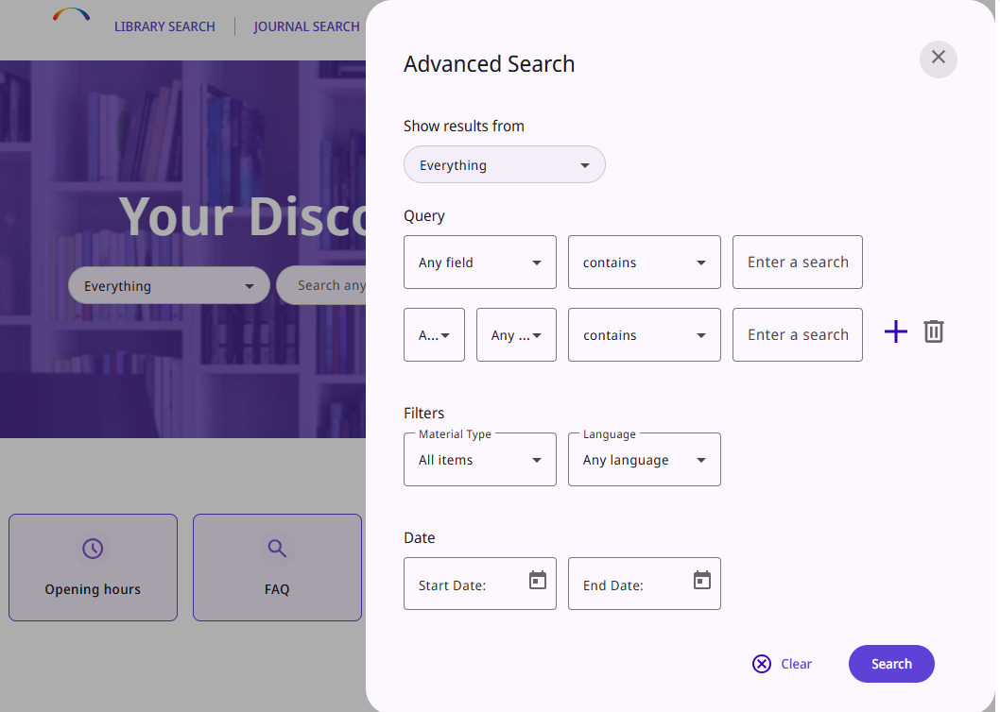 LIBRARY SEARCH
JOURNAL SEARCH
Your Disco
Everything
Search any
Opening hours
FAQ
Advanced Search
Show results from
Everything
Query
Any field
contains
Enter a search
A...
Any ...
contains
Enter a search
Filters
Material Type
All items
Language
Any language
Date
Start Date:
End Date:
Clear
Search